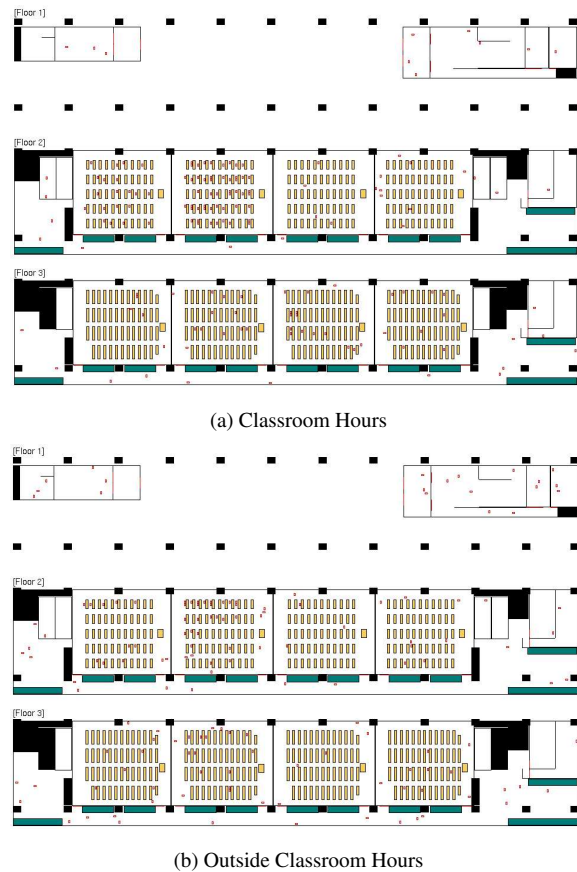 [Floor 1]
[Floor 2]
[Floor 3]
(a) Classroom Hours
[Floor 1]
[Floor 2]
[Floor 3]
(b) Outside Classroom Hours